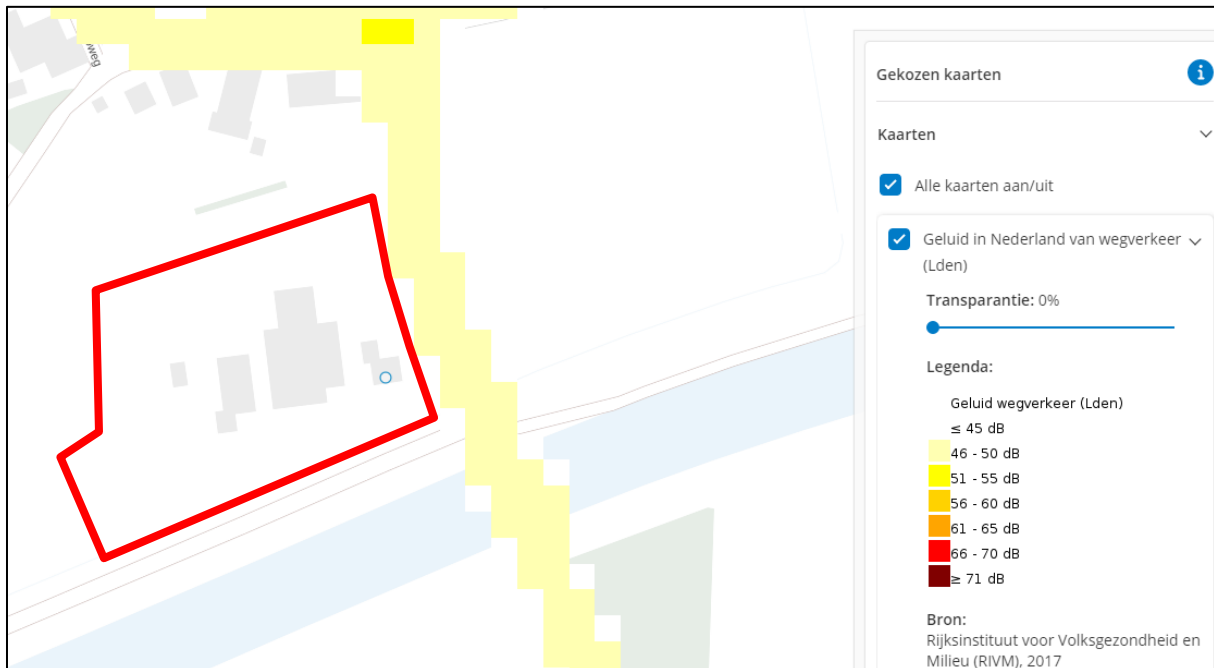 weg
Gekozen kaarten
Kaarten
Alle kaarten aan/uit
Geluid in Nederland van wegverkeer
(Lden)
Transparantie: 0%
Legenda:
Geluid wegverkeer (Lden)
≤ 45 dB
46 - 50 dB
51 - 55 dB
56 - 60 dB
61 - 65 dB
66 - 70 dB
≥ 71 dB
Bron:
Rijksinstituut voor Volksgezondheid en
Milieu (RIVM), 2017